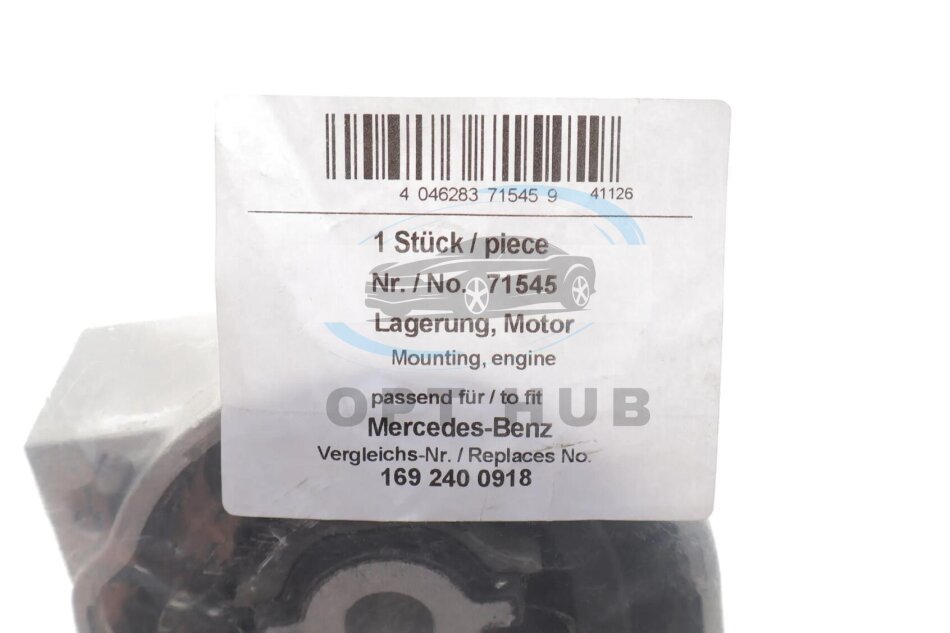 4 046283 71545 9 41126
1 Stück / piece
Nr. / No. 71545
Lagerung, Motor
Mounting, engine
passend für / to fit
OPT HUB
Mercedes-Benz
Vergleichs-Nr. / Replaces No.
169 240 0918